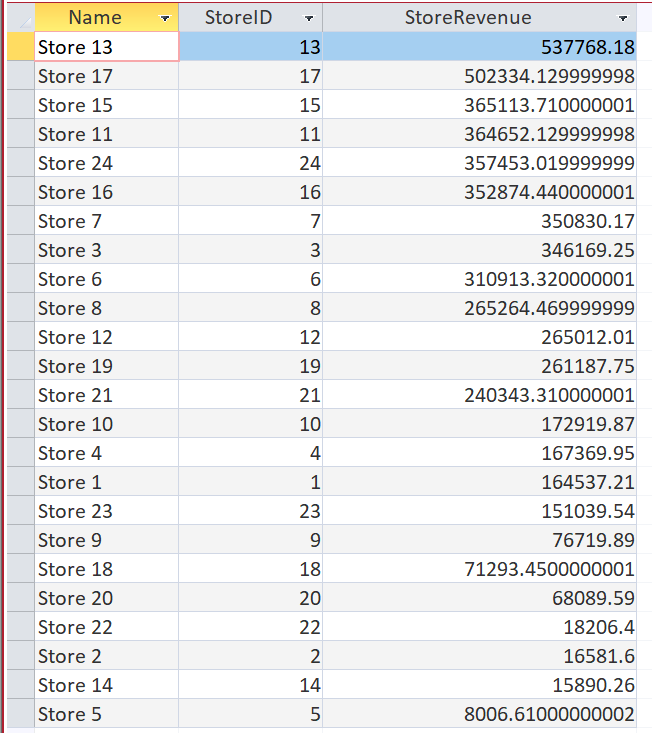 Name StoreID StoreRevenue
Store 13 13 537768.18
Store 17 17 502334.129999998
Store 15 15 365113.710000001
Store 11 11 364652.129999998
Store 24 24 357453.019999999
Store 16 16 352874.440000001
Store 7 7 350830.17
Store 3 3 346169.25
Store 6 6 310913.320000001
Store 8 8 265264.469999999
Store 12 12 265012.01
Store 19 19 261187.75
Store 21 21 240343.310000001
Store 10 10 172919.87
Store 4 4 167369.95
Store 1 1 164537.21
Store 23 23 151039.54
Store 9 9 76719.89
Store 18 18 71293.4500000001
Store 20 20 68089.59
Store 22 22 18206.4
Store 2 2 16581.6
Store 14 14 15890.26
Store 5 5 8006.61000000002